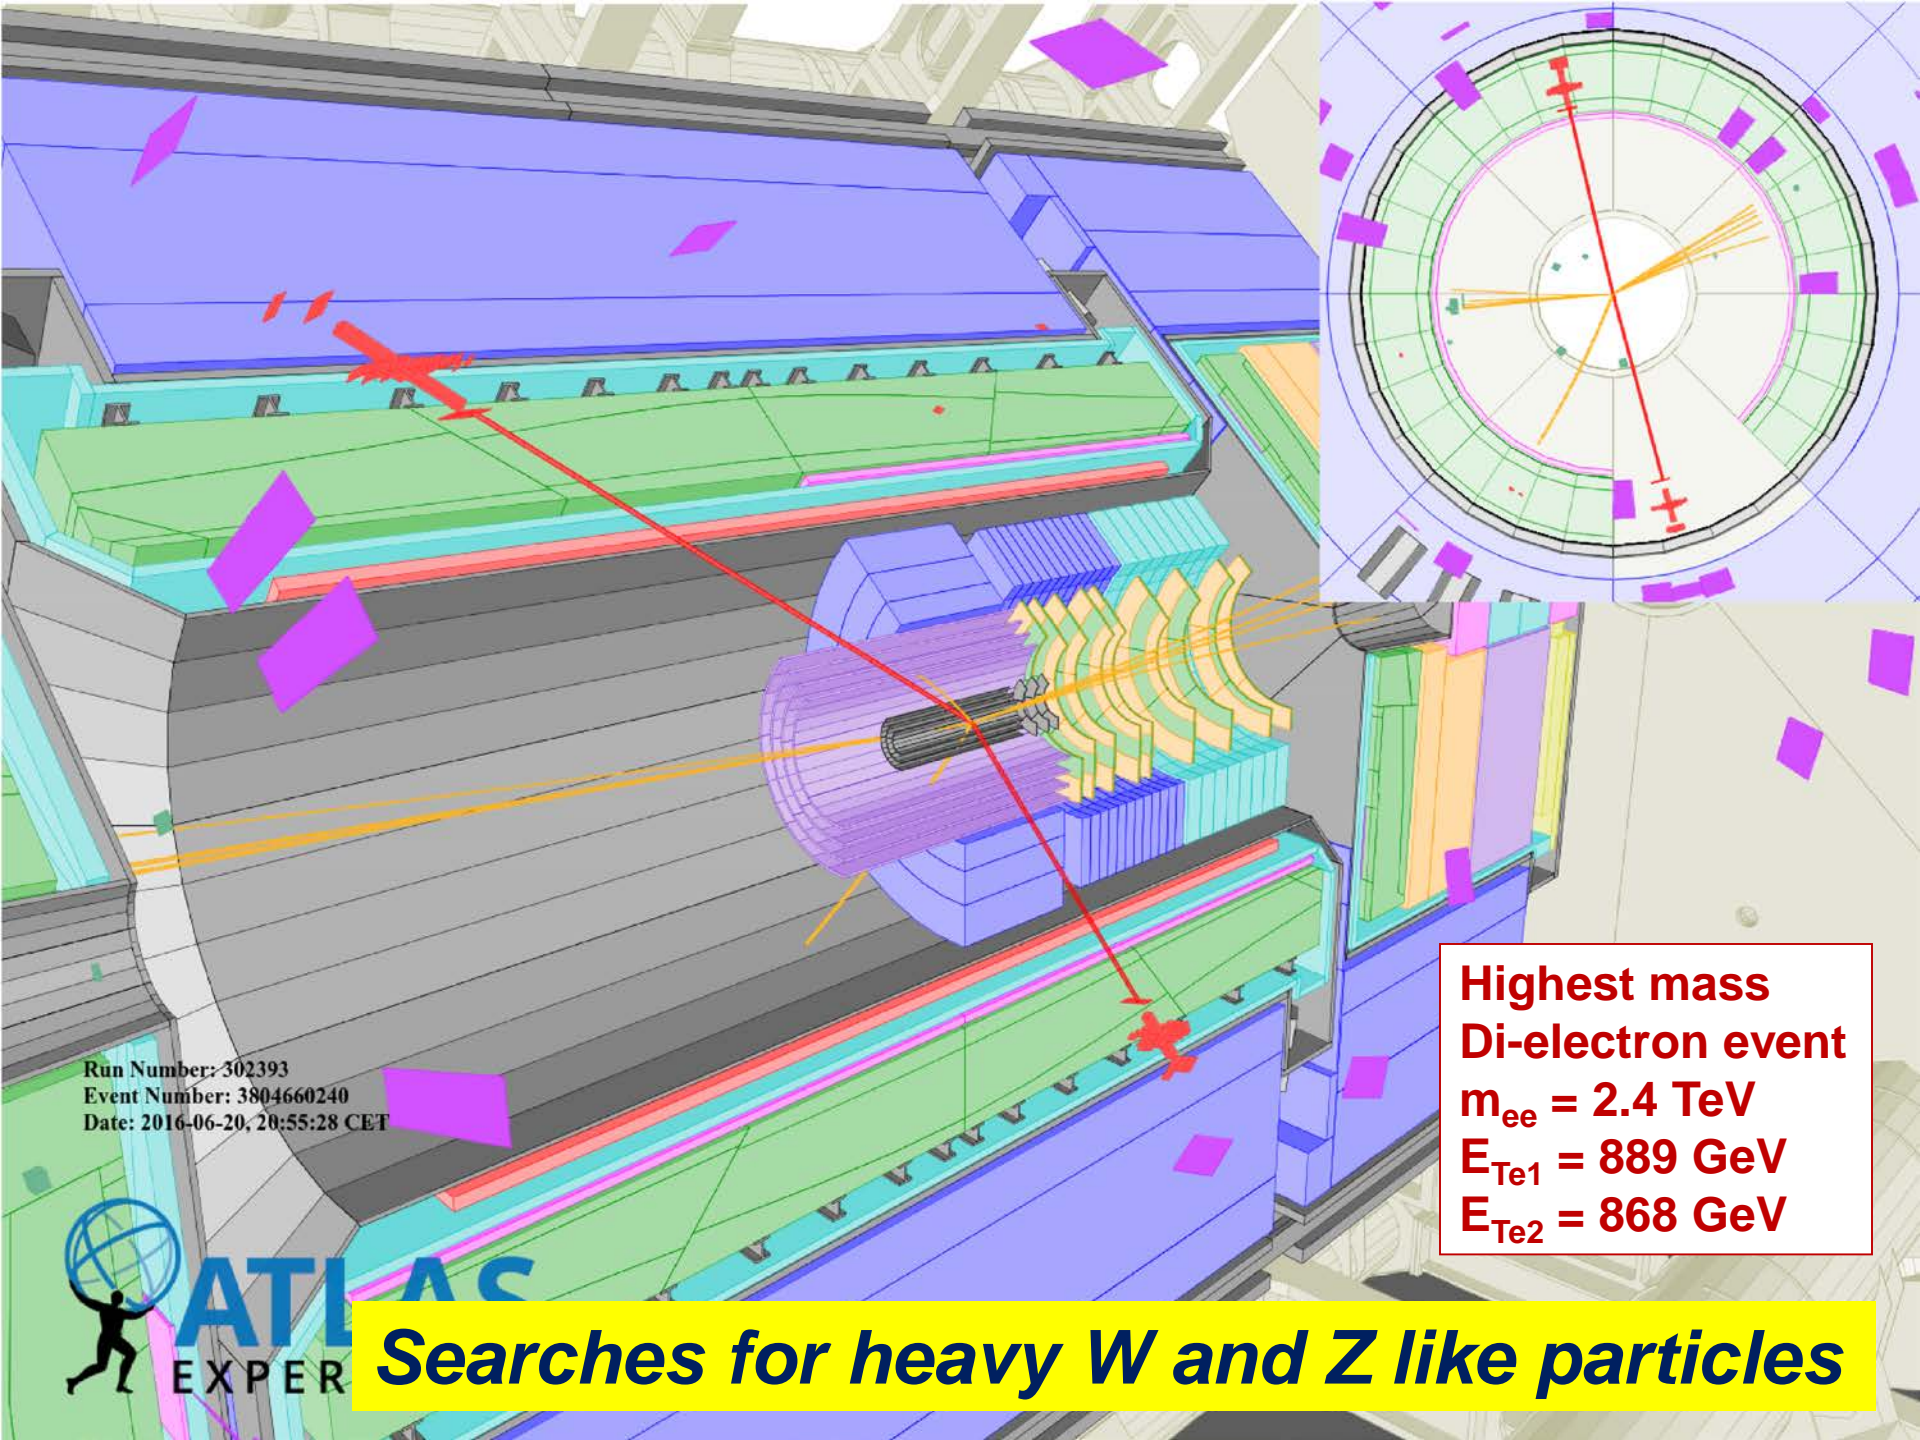 Highest mass
Di-electron event
mee = 2.4 TeV
ETe1 = 889 GeV
ETe2 = 868 GeV
Run Number: 302393
Event Number: 3804660240
Date: 2016-06-20, 20:55:28 CET
ATLAS
EXPER
Searches for heavy W and Z like particles